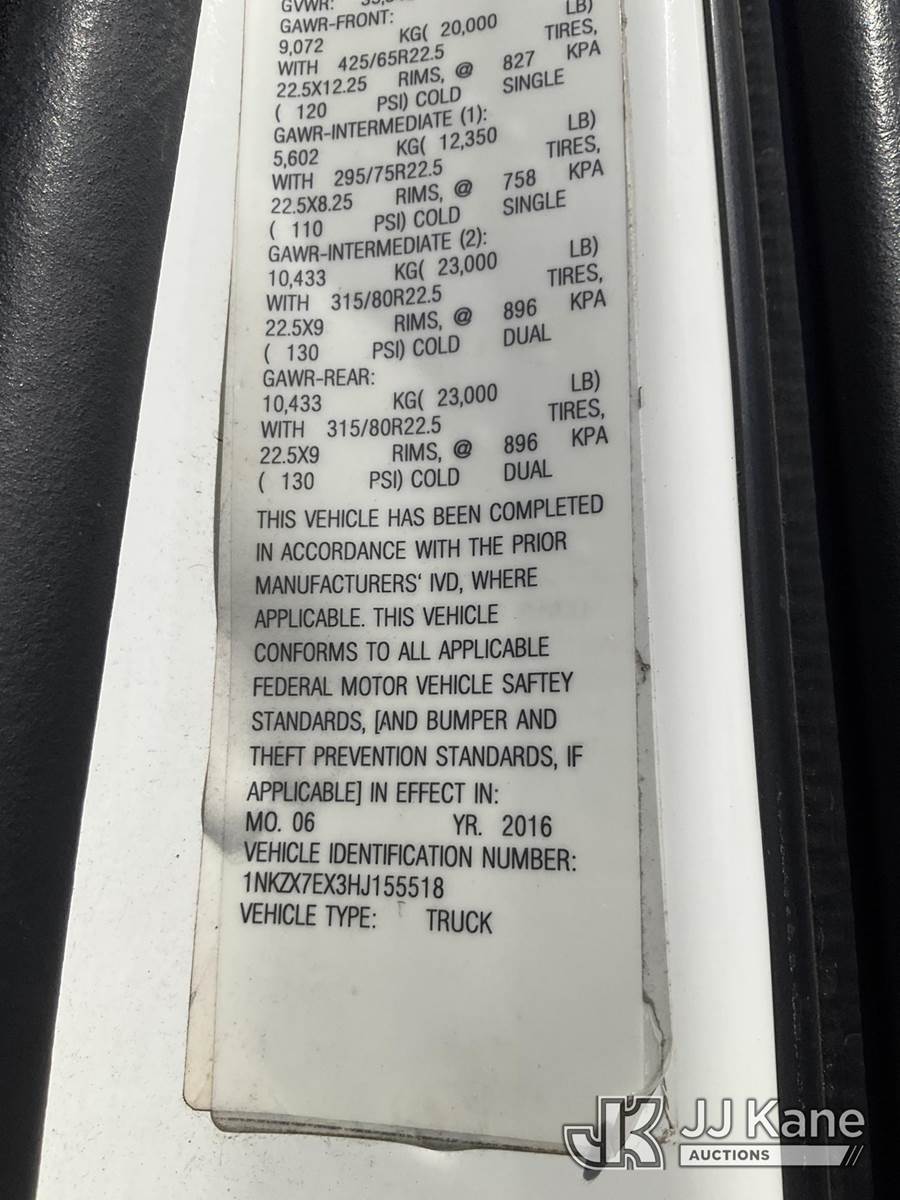 GVWR:
GAWR-FRONT:
9,072 KG( 20,000 LB)
WITH 425/65R22.5 TIRES,
22.5X12.25 RIMS, @ 827 KPA
( 120 PSI) COLD SINGLE
GAWR-INTERMEDIATE (1):
5,602 KG( 12,350 LB)
WITH 295/75R22.5 TIRES,
22.5X8.25 RIMS, @ 758 KPA
( 110 PSI) COLD SINGLE
GAWR-INTERMEDIATE (2):
10,433 KG( 23,000 LB)
WITH 315/80R22.5 TIRES,
22.5X9 RIMS, @ 896 KPA
( 130 PSI) COLD DUAL
GAWR-REAR:
10,433 KG( 23,000 LB)
WITH 315/80R22.5 TIRES,
22.5X9 RIMS, @ 896 KPA
( 130 PSI) COLD DUAL
THIS VEHICLE HAS BEEN COMPLETED
IN ACCORDANCE WITH THE PRIOR
MANUFACTURERS' IVD, WHERE
APPLICABLE. THIS VEHICLE
CONFORMS TO ALL APPLICABLE
FEDERAL MOTOR VEHICLE SAFTEY
STANDARDS, [AND BUMPER AND
THEFT PREVENTION STANDARDS, IF
APPLICABLE] IN EFFECT IN:
MO. 06 YR. 2016
VEHICLE IDENTIFICATION NUMBER:
1NKZX7EX3HJ155518
VEHICLE TYPE: TRUCK
JK JJ Kane
AUCTIONS